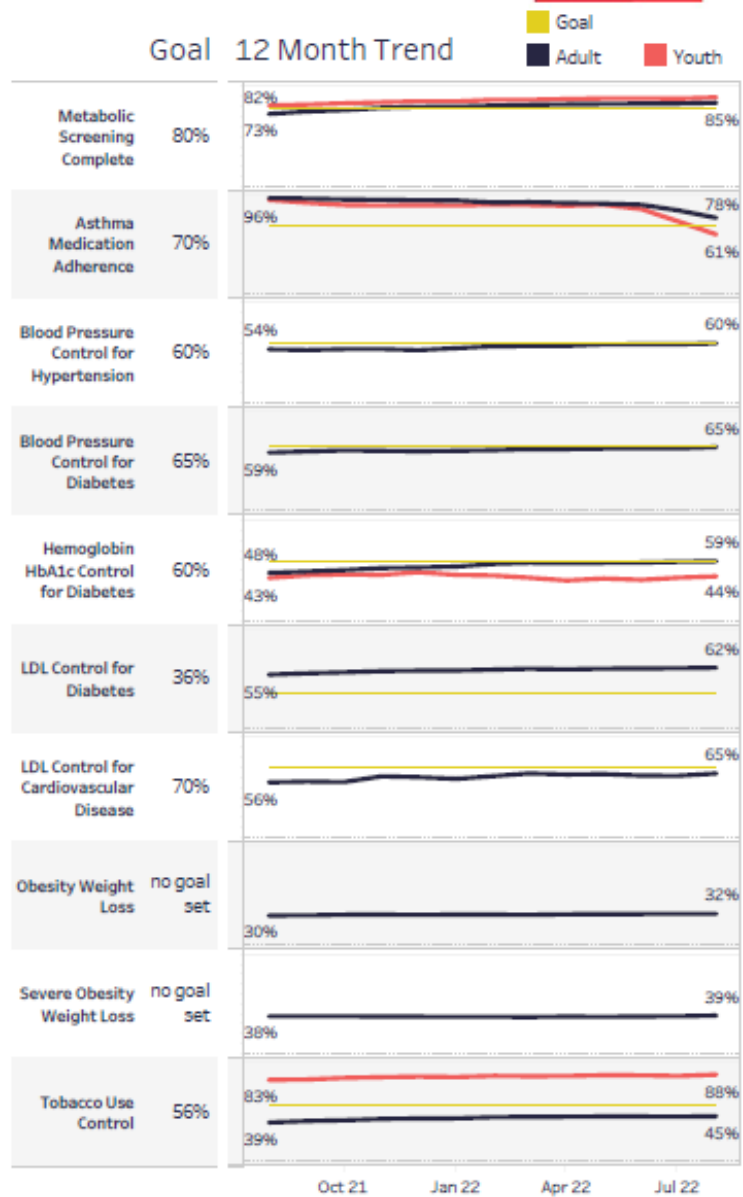 Goal
Goal 12 Month Trend
Adult Youth
Metabolic
Screening
Complete
80%
82%
73%
85%
Asthma
Medication
Adherence
70%
96%
78%
61%
Blood Pressure
Control for
Hypertension
60%
54%
60%
Blood Pressure
Control for
Diabetes
65%
59%
65%
Hemoglobin
HbA1c Control
for Diabetes
60%
48%
43%
59%
44%
LDL Control for
Diabetes
36%
55%
62%
LDL Control for
Cardiovascular
Disease
70%
56%
65%
Obesity Weight
Loss
no goal
set
30%
32%
Severe Obesity
Weight Loss
no goal
set
38%
39%
Tobacco Use
Control
56%
83%
39%
88%
45%
Oct 21 Jan 22 Apr 22 Jul 22